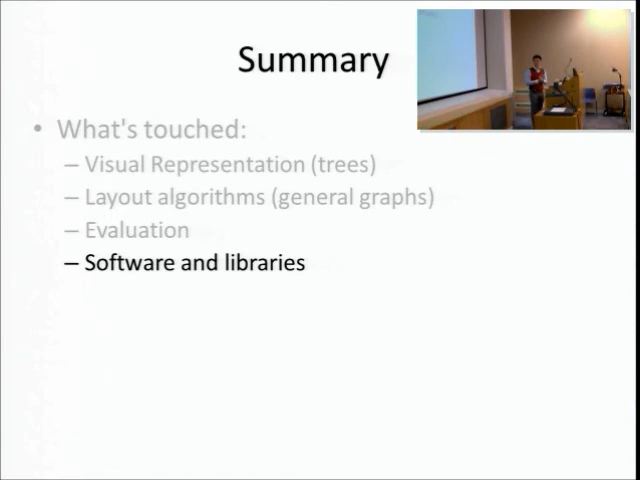 Summary
• What's touched:
– Visual Representation (trees)
– Layout algorithms (general graphs)
– Evaluation
– Software and libraries